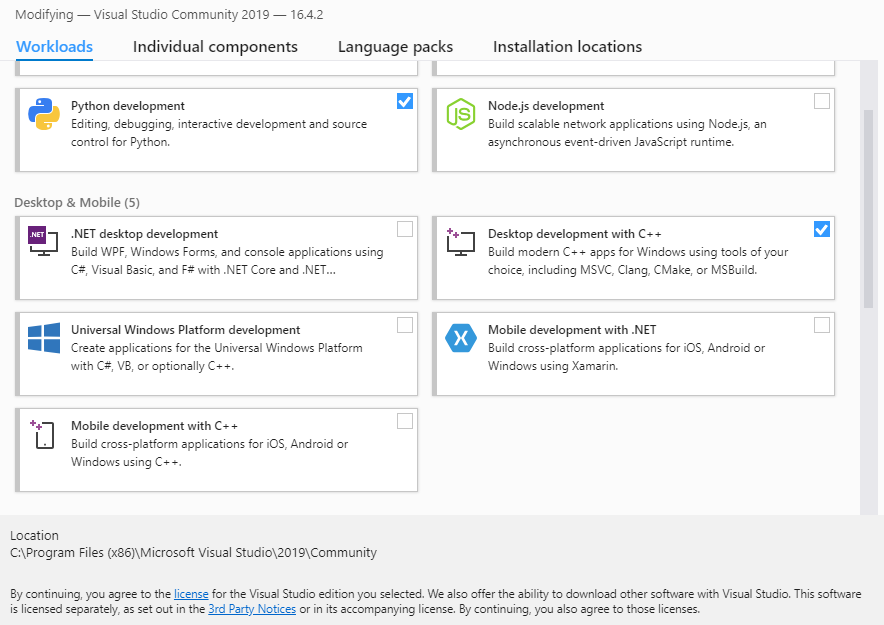 Modifying — Visual Studio Community 2019 — 16.4.2
Workloads
Individual components
Language packs
Installation locations
Python development
Editing, debugging, interactive development and source
control for Python.
Node.js development
Build scalable network applications using Node.js, an
asynchronous event-driven JavaScript runtime.
Desktop & Mobile (5)
.NET
.NET desktop development
Build WPF, Windows Forms, and console applications using
C#, Visual Basic, and F# with .NET Core and .NET...
Desktop development with C++
Build modern C++ apps for Windows using tools of your
choice, including MSVC, Clang, CMake, or MSBuild.
Universal Windows Platform development
Create applications for the Universal Windows Platform
with C#, VB, or optionally C++.
Mobile development with .NET
Build cross-platform applications for iOS, Android or
Windows using Xamarin.
Mobile development with C++
Build cross-platform applications for iOS, Android or
Windows using C++.
Location
C:\Program Files (x86)\Microsoft Visual Studio\2019\Community
By continuing, you agree to the license for the Visual Studio edition you selected. We also offer the ability to download other software with Visual Studio. This software
is licensed separately, as set out in the 3rd Party Notices or in its accompanying license. By continuing, you also agree to those licenses.